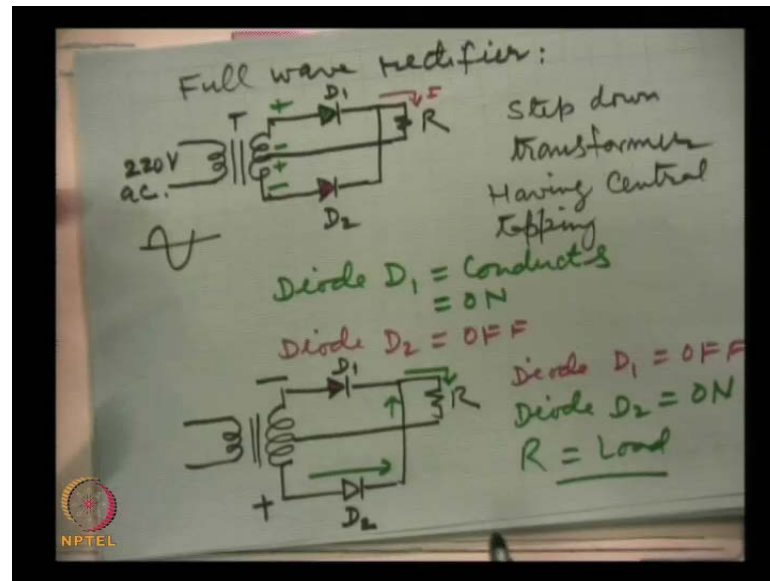 Full wave rectifier:
D1
T
+
-
+
-
I
R
220V
a.c.
D2
Step down
transformer
Having Central
tapping
Diode D1 = Conducts
= ON
Diode D2 = OFF
D1
-
R
+
D2
Diode D1 = OFF
Diode D2 = ON
R = Load
NPTEL